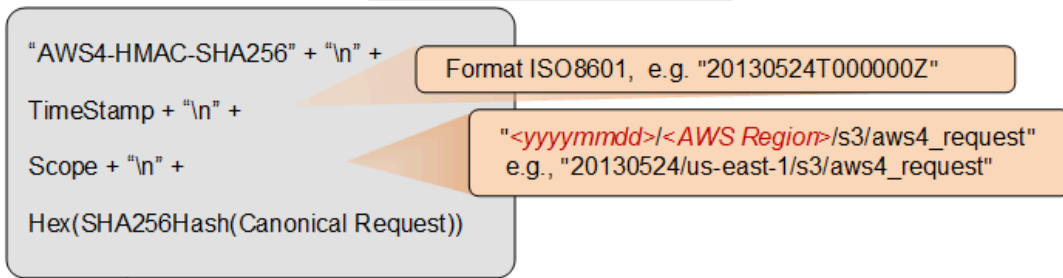 “AWS4-HMAC-SHA256” + “\n” +
Format ISO8601, e.g. "20130524T000000Z"
TimeStamp + “\n” +
"<yyyymmdd>/<AWS Region>/s3/aws4_request"
e.g., "20130524/us-east-1/s3/aws4_request"
Scope + “\n” +
Hex(SHA256Hash(Canonical Request))